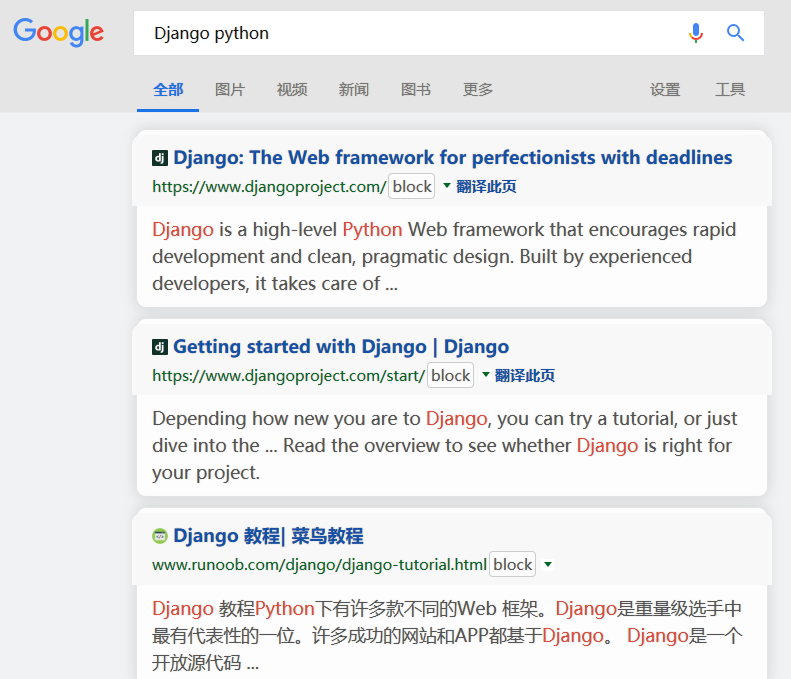 Google
Django python
全部 图片 视频 新闻 图书 更多 设置 工具
dj Django: The Web framework for perfectionists with deadlines
https://www.djangoproject.com/ block 翻译此页
Django is a high-level Python Web framework that encourages rapid
development and clean, pragmatic design. Built by experienced
developers, it takes care of ...
dj Getting started with Django | Django
https://www.djangoproject.com/start/ block 翻译此页
Depending how new you are to Django, you can try a tutorial, or just
dive into the ... Read the overview to see whether Django is right for
your project.
Django 教程| 菜鸟教程
www.runoob.com/django/django-tutorial.html block
Django 教程Python下有许多款不同的Web 框架。Django是重量级选手中
最有代表性的一位。许多成功的网站和APP都基于Django。 Django是一个
开放源代码 ...